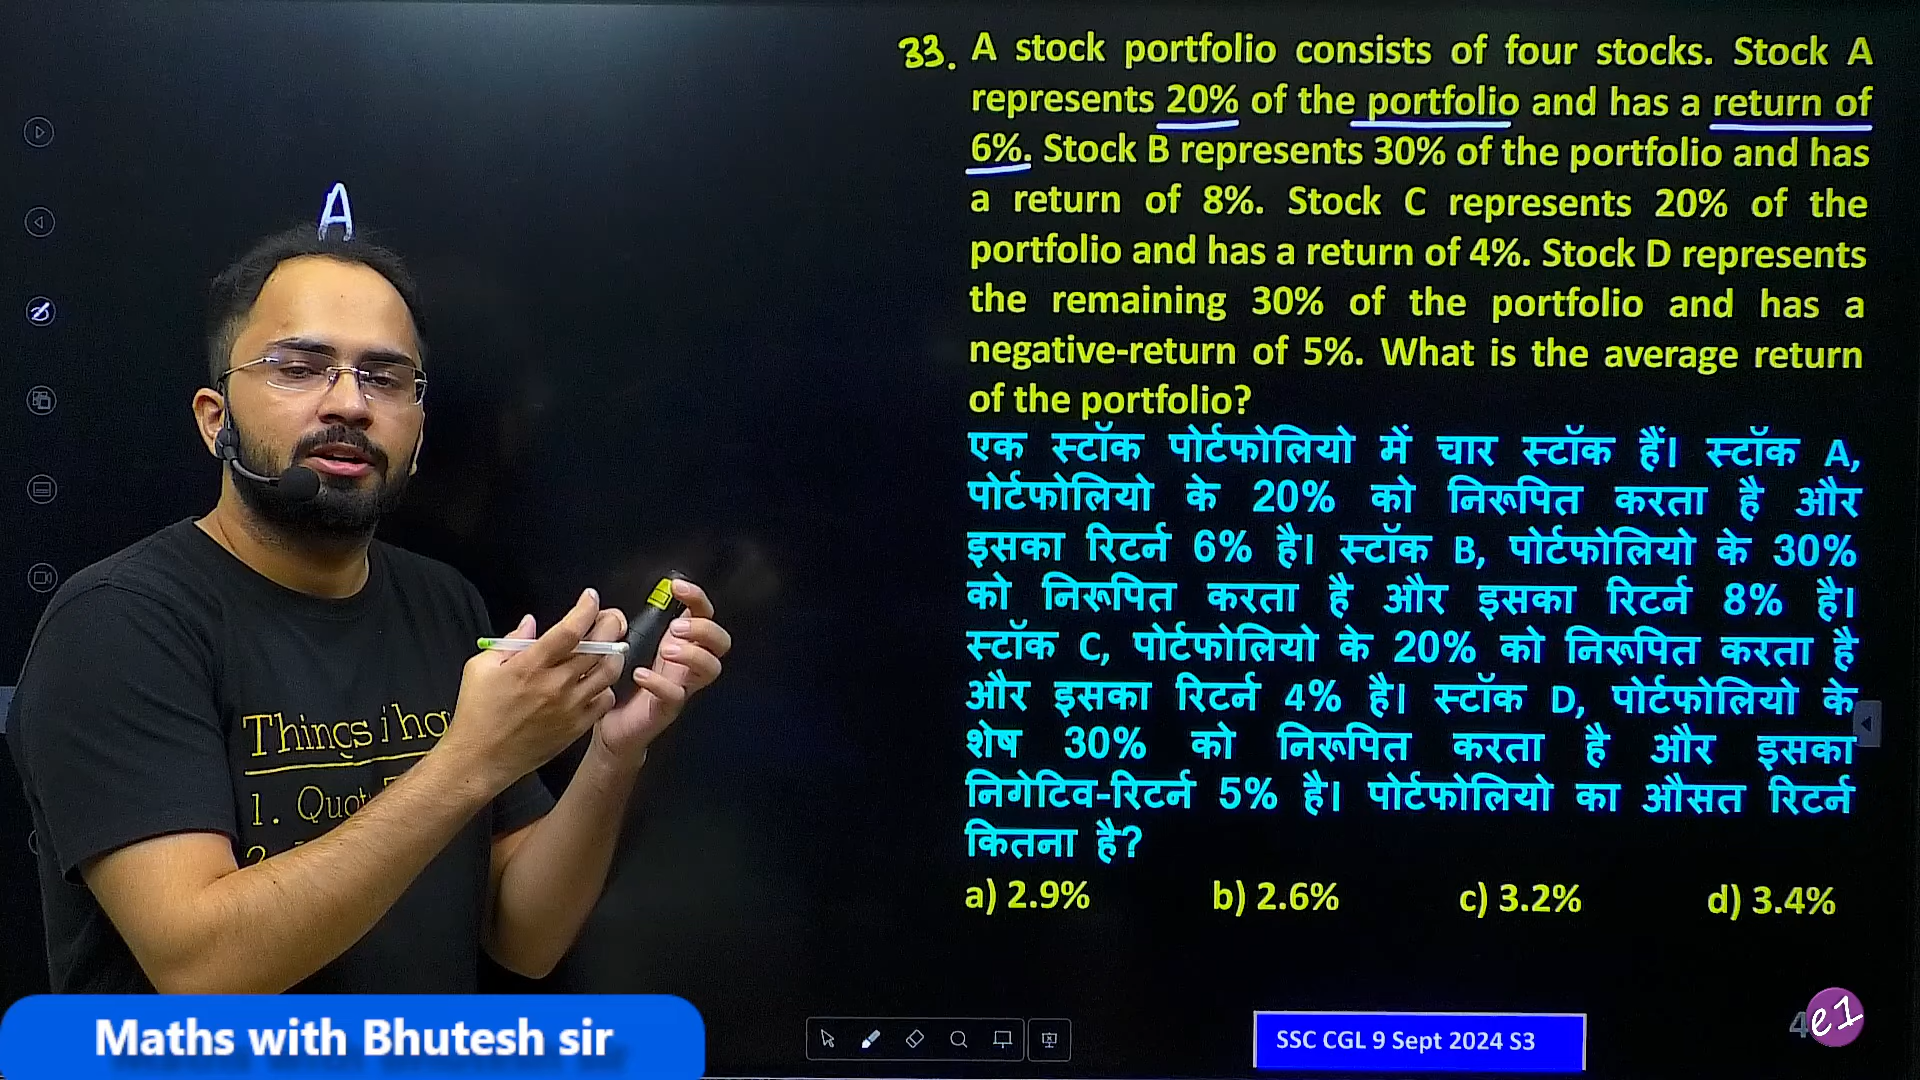 33. A stock portfolio consists of four stocks. Stock A
represents 20% of the portfolio and has a return of
6%. Stock B represents 30% of the portfolio and has
a return of 8%. Stock C represents 20% of the
portfolio and has a return of 4%. Stock D represents
the remaining 30% of the portfolio and has a
negative-return of 5%. What is the average return
of the portfolio?
एक स्टॉक पोर्टफोलियो में चार स्टॉक हैं। स्टॉक A,
पोर्टफोलियो के 20% को निरूपित करता है और
इसका रिटर्न 6% है। स्टॉक B, पोर्टफोलियो के 30%
को निरूपित करता है और इसका रिटर्न 8% है।
स्टॉक C, पोर्टफोलियो के 20% को निरूपित करता है
और इसका रिटर्न 4% है। स्टॉक D, पोर्टफोलियो के
शेष 30% को निरूपित करता है और इसका
निगेटिव-रिटर्न 5% है। पोर्टफोलियो का औसत रिटर्न
कितना है?
a) 2.9% b) 2.6% c) 3.2% d) 3.4%
A
Things i
1.
2.
Maths with Bhutesh sir
SSC CGL 9 Sept 2024 S3
e1